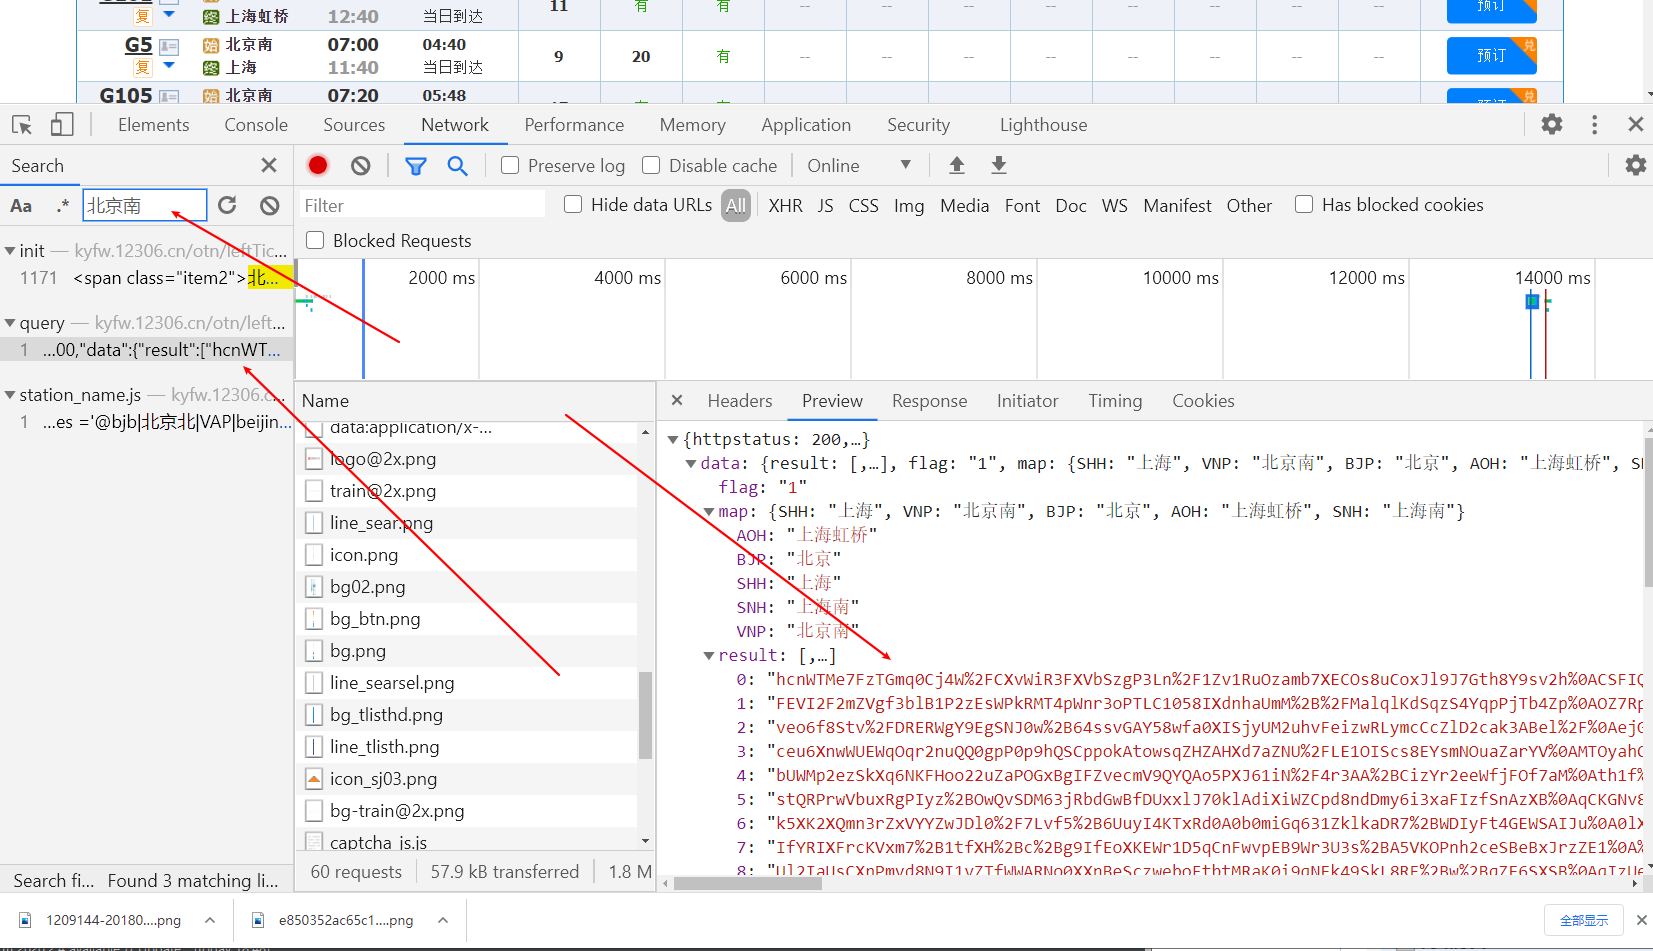 复 终 上海虹桥 12:40 当日到达 11 有 有 -- -- -- -- -- -- -- -- 预订
G5 始 北京南 07:00 04:40 9 20 有 -- -- -- -- -- -- -- -- 预订 兑
复 终 上海 11:40 当日到达
G105 始 北京南 07:20 05:48 兑
Elements Console Sources Network Performance Memory Application Security Lighthouse
Search Preserve log Disable cache Online
Aa .* 北京南 Filter Hide data URLs All XHR JS CSS Img Media Font Doc WS Manifest Other Has blocked cookies
Blocked Requests
init — kyfw.12306.cn/otn/leftTic...
1171 <span class="item2">北...
query — kyfw.12306.cn/otn/left...
1 ...00,"data":{"result":["hcnWT...
station_name.js — kyfw.12306.c...
1 ...es ='@bjb|北京北|VAP|beijin...
Search fi... Found 3 matching li...
2000 ms 4000 ms 6000 ms 8000 ms 10000 ms 12000 ms 14000 ms
Name
data:application/x-...
logo@2x.png
train@2x.png
line_sear.png
icon.png
bg02.png
bg_btn.png
bg.png
line_searsel.png
bg_tlisthd.png
line_tlisth.png
icon_sj03.png
bg-train@2x.png
captcha_js.js
60 requests 57.9 kB transferred 1.8 M
Headers Preview Response Initiator Timing Cookies
{httpstatus: 200,…}
data: {result: [,…], flag: "1", map: {SHH: "上海", VNP: "北京南", BJP: "北京", AOH: "上海虹桥", S
flag: "1"
map: {SHH: "上海", VNP: "北京南", BJP: "北京", AOH: "上海虹桥", SNH: "上海南"}
AOH: "上海虹桥"
BJP: "北京"
SHH: "上海"
SNH: "上海南"
VNP: "北京南"
result: [,…]
0: "hcnWTMe7FzTGmq0Cj4W%2FCXvWiR3FXVbSzgP3Ln%2F1Zv1RuOzamb7XECOs8uCoxJl9J7Gth8Y9sv2h%0ACSFIQ
1: "FEVI2F2mZVgf3blB1P2zEsWPkRMT4pWnr3oPTLC1058IXdnhaUmM%2B%2FMalqlKdSqzS4YqpPjTb4Zp%0AOZ7Rp
2: "veo6f8Stv%2FDRERWgY9EgSNJ0w%2B64ssvGAY58wfa0XISjyUM2uhvFeizwRLymcCcZlD2cak3ABel%2F%0AejG
3: "ceu6XnwWUEWqOqr2nuQQ0gpP0p9hQSCppokAtowsqZHZAHXd7aZNU%2FLE1OIScs8EYsmNOuaZarYV%0AMTOyahC
4: "bUWMp2ezSkXq6NKFHoo22uZaPOGxBgIFZvecmV9QYQAo5PXJ61iN%2F4r3AA%2BCizYr2eeWfjFOf7aM%0Ath1f%
5: "stQRPrwVbuxRgPIyz%2BOwQvSDM63jRbdGwBfDUxxlJ70klAdiXiWZCpd8ndDmy6i3xaFIzfSnAzXB%0AqCKGNv8
6: "k5XK2XQmn3rZxVYYZwJDl0%2F7Lvf5%2B6UuyI4KTxRd0A0b0miGq631ZklkaDR7%2BWDIyFt4GEWSAIJu%0A0lX
7: "IfYRIXFrcKVxm7%2B1tfXH%2Bc%2Bg9IfEoXKEWr1D5qCnFwvpEB9Wr3U3s%2BA5VKOPnh2ceSBeBxJrzZE1%0A%
1209144-20180....png e850352ac65c1....png 全部显示